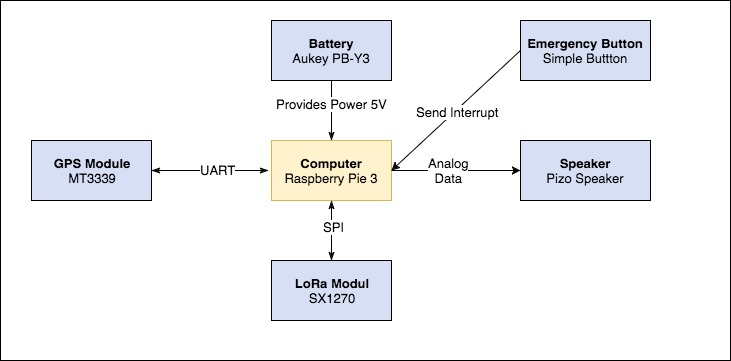 Battery
Aukey PB-Y3
Emergency Button
Simple Buttton
Provides Power 5V
Send Interrupt
GPS Module
MT3339
UART
Computer
Raspberry Pie 3
Analog
Data
Speaker
Pizo Speaker
SPI
LoRa Modul
SX1270